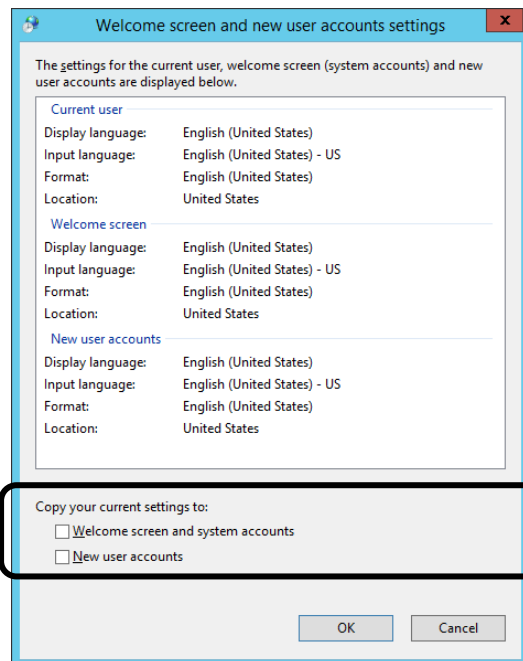 Welcome screen and new user accounts settings
x
The settings for the current user, welcome screen (system accounts) and new
user accounts are displayed below.
Current user
Display language: English (United States)
Input language: English (United States) - US
Format: English (United States)
Location: United States
Welcome screen
Display language: English (United States)
Input language: English (United States) - US
Format: English (United States)
Location: United States
New user accounts
Display language: English (United States)
Input language: English (United States) - US
Format: English (United States)
Location: United States
Copy your current settings to:
Welcome screen and system accounts
New user accounts
OK Cancel